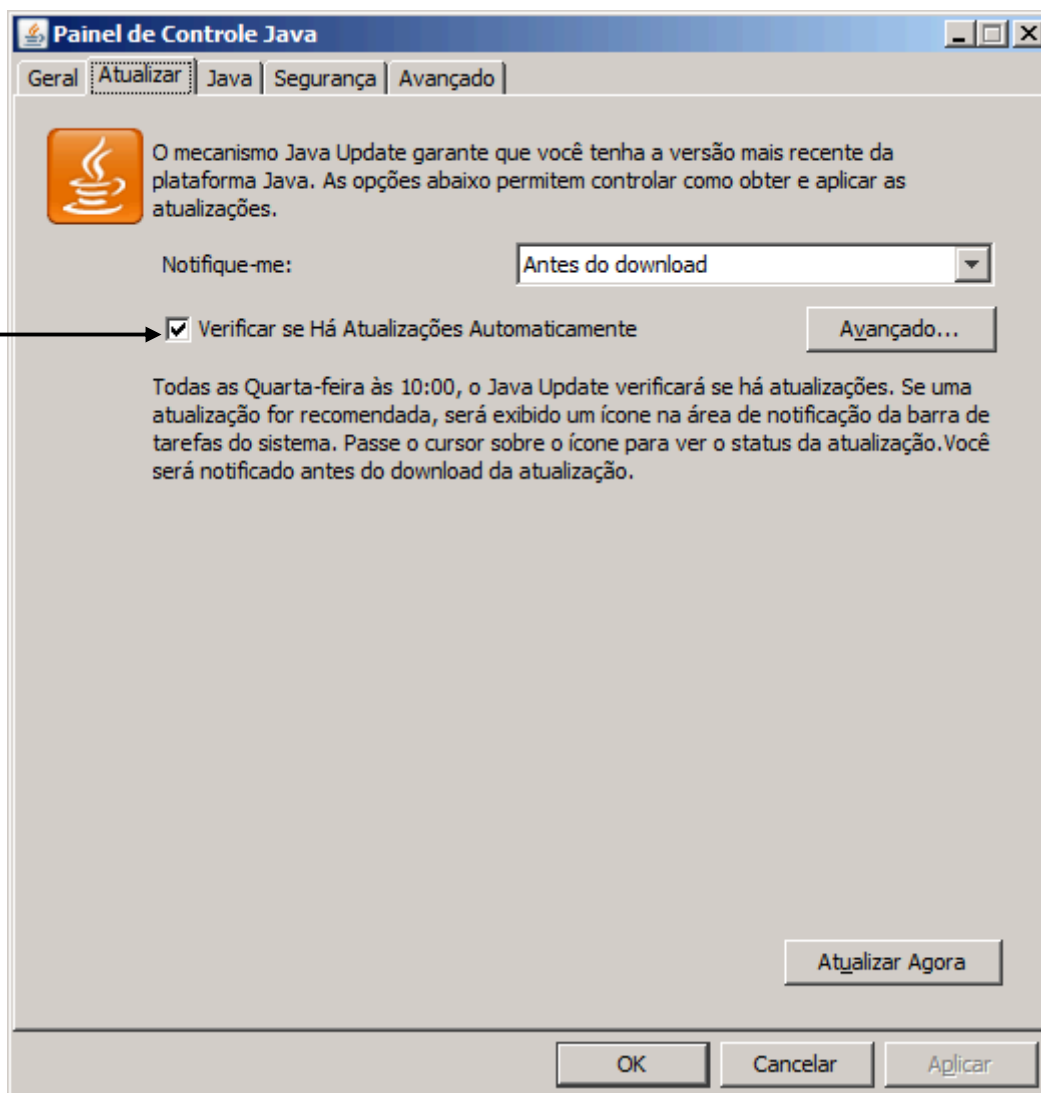 Painel de Controle Java
Geral Atualizar Java Segurança Avançado
O mecanismo Java Update garante que você tenha a versão mais recente da
plataforma Java. As opções abaixo permitem controlar como obter e aplicar as
atualizações.
Notifique-me: Antes do download
Verificar se Há Atualizações Automaticamente Avançado...
Todas as Quarta-feira às 10:00, o Java Update verificará se há atualizações. Se uma
atualização for recomendada, será exibido um ícone na área de notificação da barra de
tarefas do sistema. Passe o cursor sobre o ícone para ver o status da atualização.Você
será notificado antes do download da atualização.
Atualizar Agora
OK Cancelar Aplicar